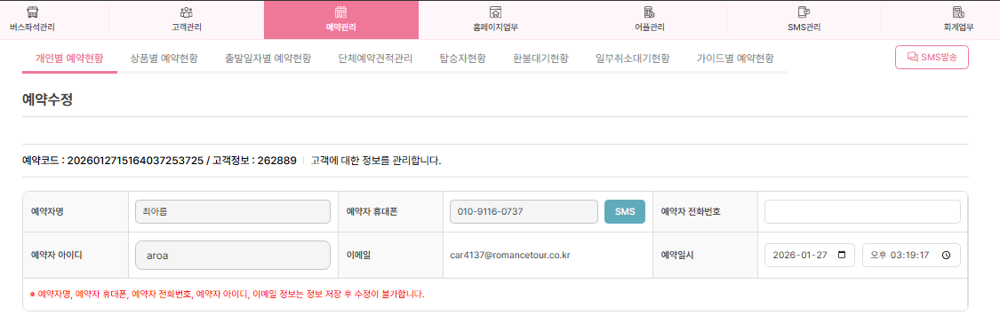 버스좌석관리 고객관리 예약관리 홈페이지업무 어플관리 SMS관리 회계업무
개인별 예약현황 상품별 예약현황 출발일자별 예약현황 단체예약견적관리 탑승자현황 환불대기현황 일부취소대기현황 가이드별 예약현황 SMS발송
예약수정
예약코드 : 2026012715164037253725 / 고객정보 : 262889 고객에 대한 정보를 관리합니다.
예약자명 최아름 예약자 휴대폰 010-9116-0737 SMS 예약자 전화번호
예약자 아이디 aroa 이메일 car4137@romancetour.co.kr 예약일시 2026-01-27 오후 03:19:17
※ 예약자명, 예약자 휴대폰, 예약자 전화번호, 예약자 아이디, 이메일 정보는 정보 저장 후 수정이 불가합니다.